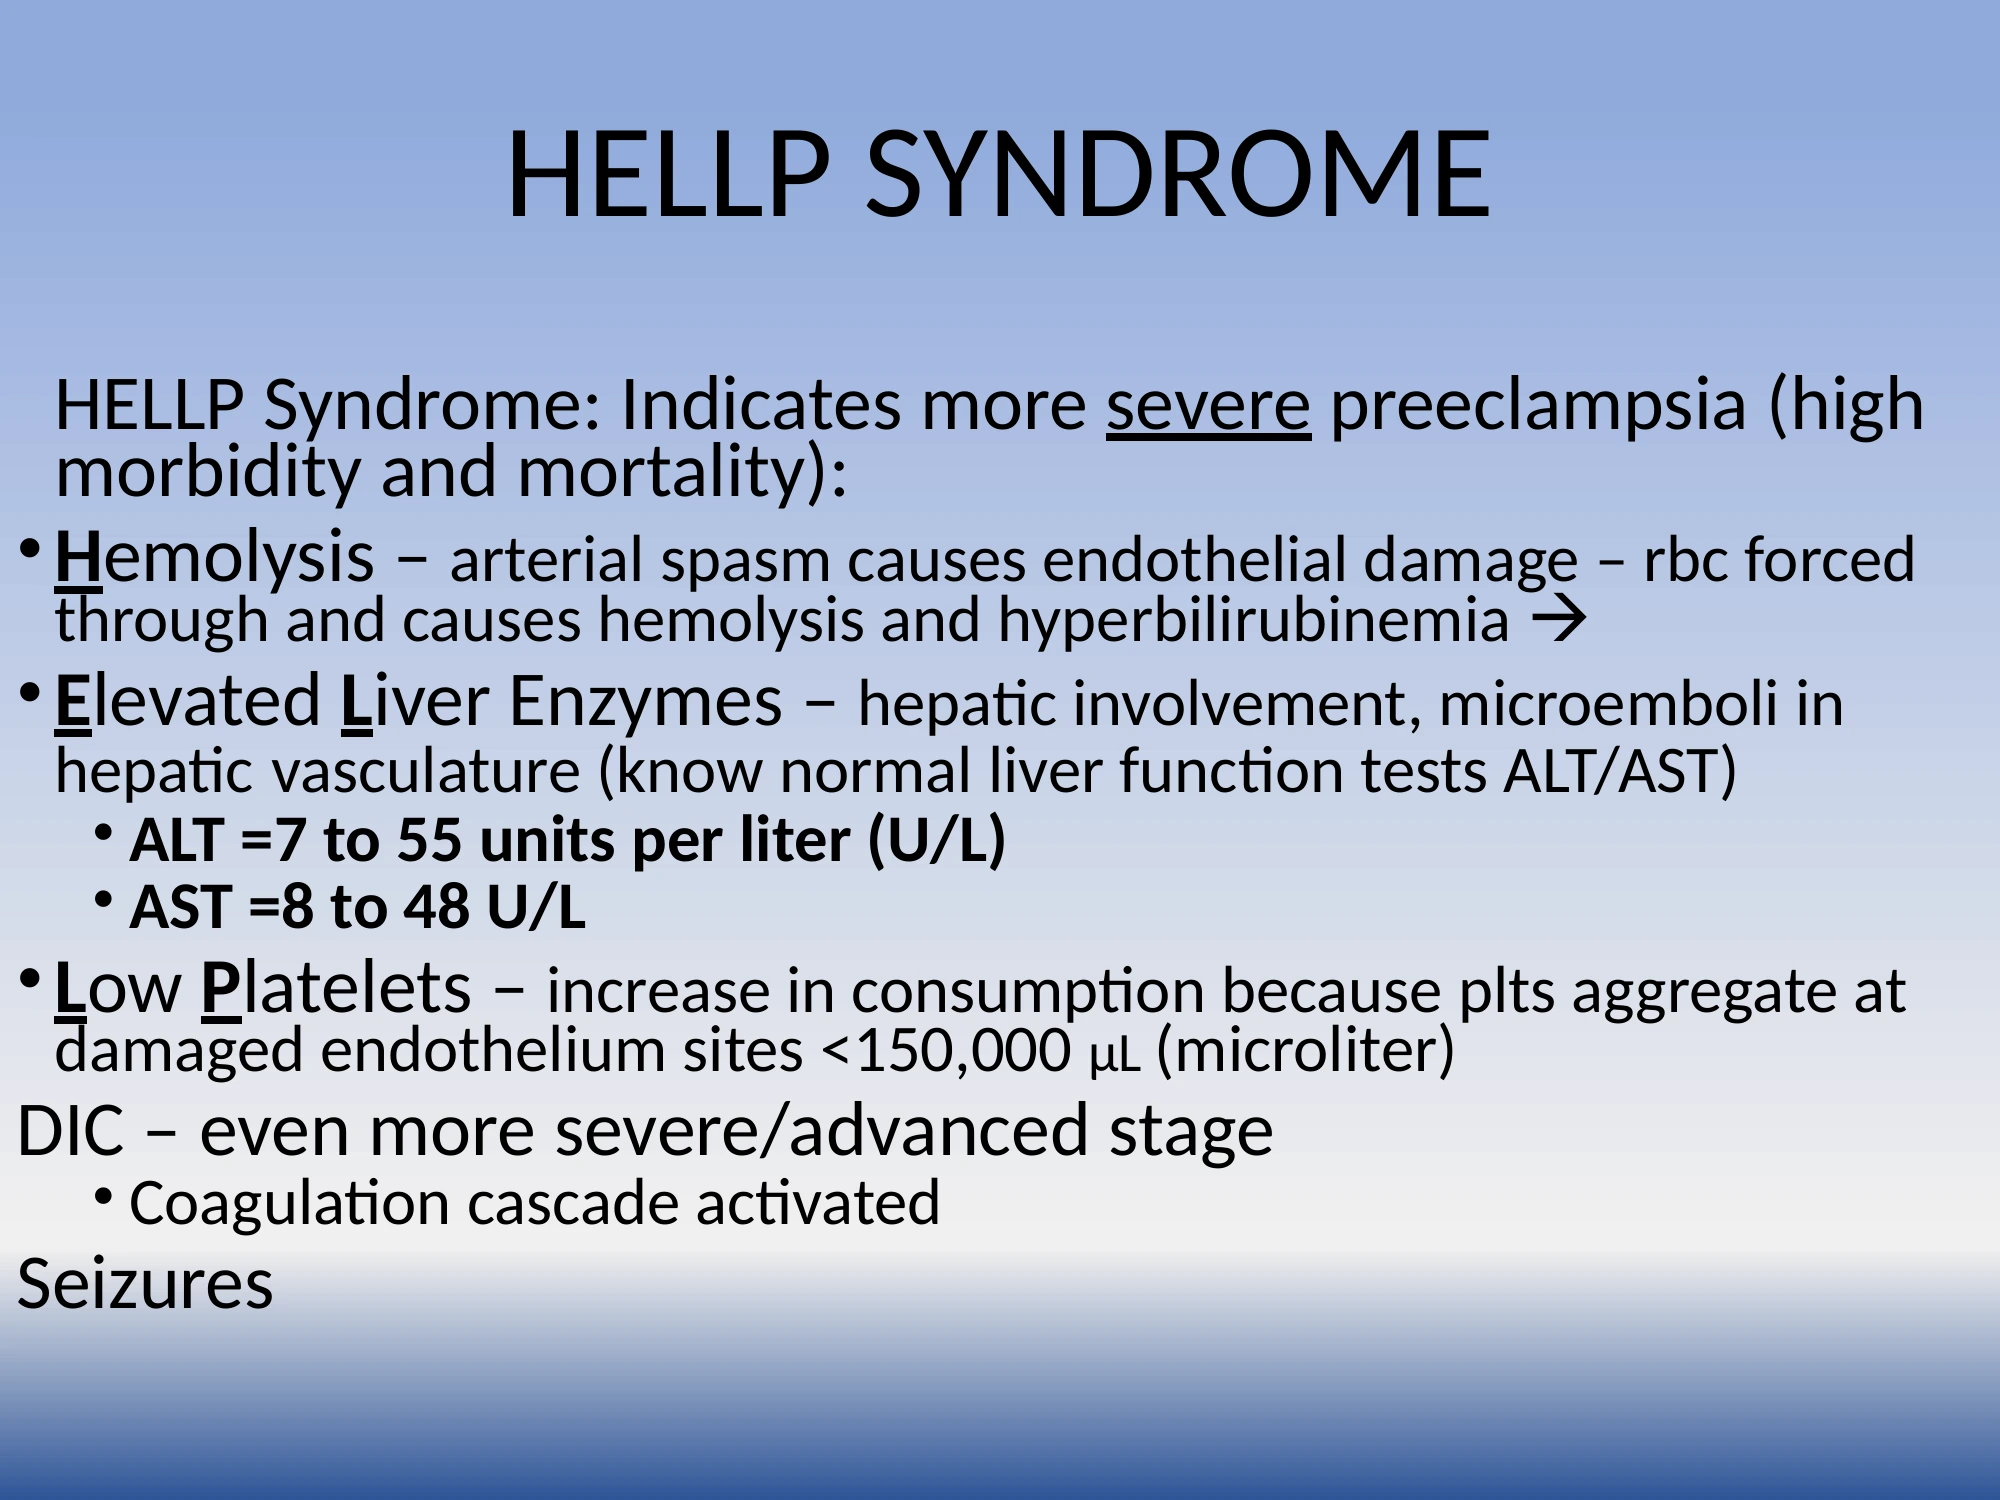 HELLP SYNDROME
HELLP Syndrome: Indicates more severe preeclampsia (high
morbidity and mortality):
• Hemolysis – arterial spasm causes endothelial damage – rbc forced
through and causes hemolysis and hyperbilirubinemia →
• Elevated Liver Enzymes – hepatic involvement, microemboli in
hepatic vasculature (know normal liver function tests ALT/AST)
• ALT =7 to 55 units per liter (U/L)
• AST =8 to 48 U/L
• Low Platelets – increase in consumption because plts aggregate at
damaged endothelium sites <150,000 µL (microliter)
DIC – even more severe/advanced stage
• Coagulation cascade activated
Seizures